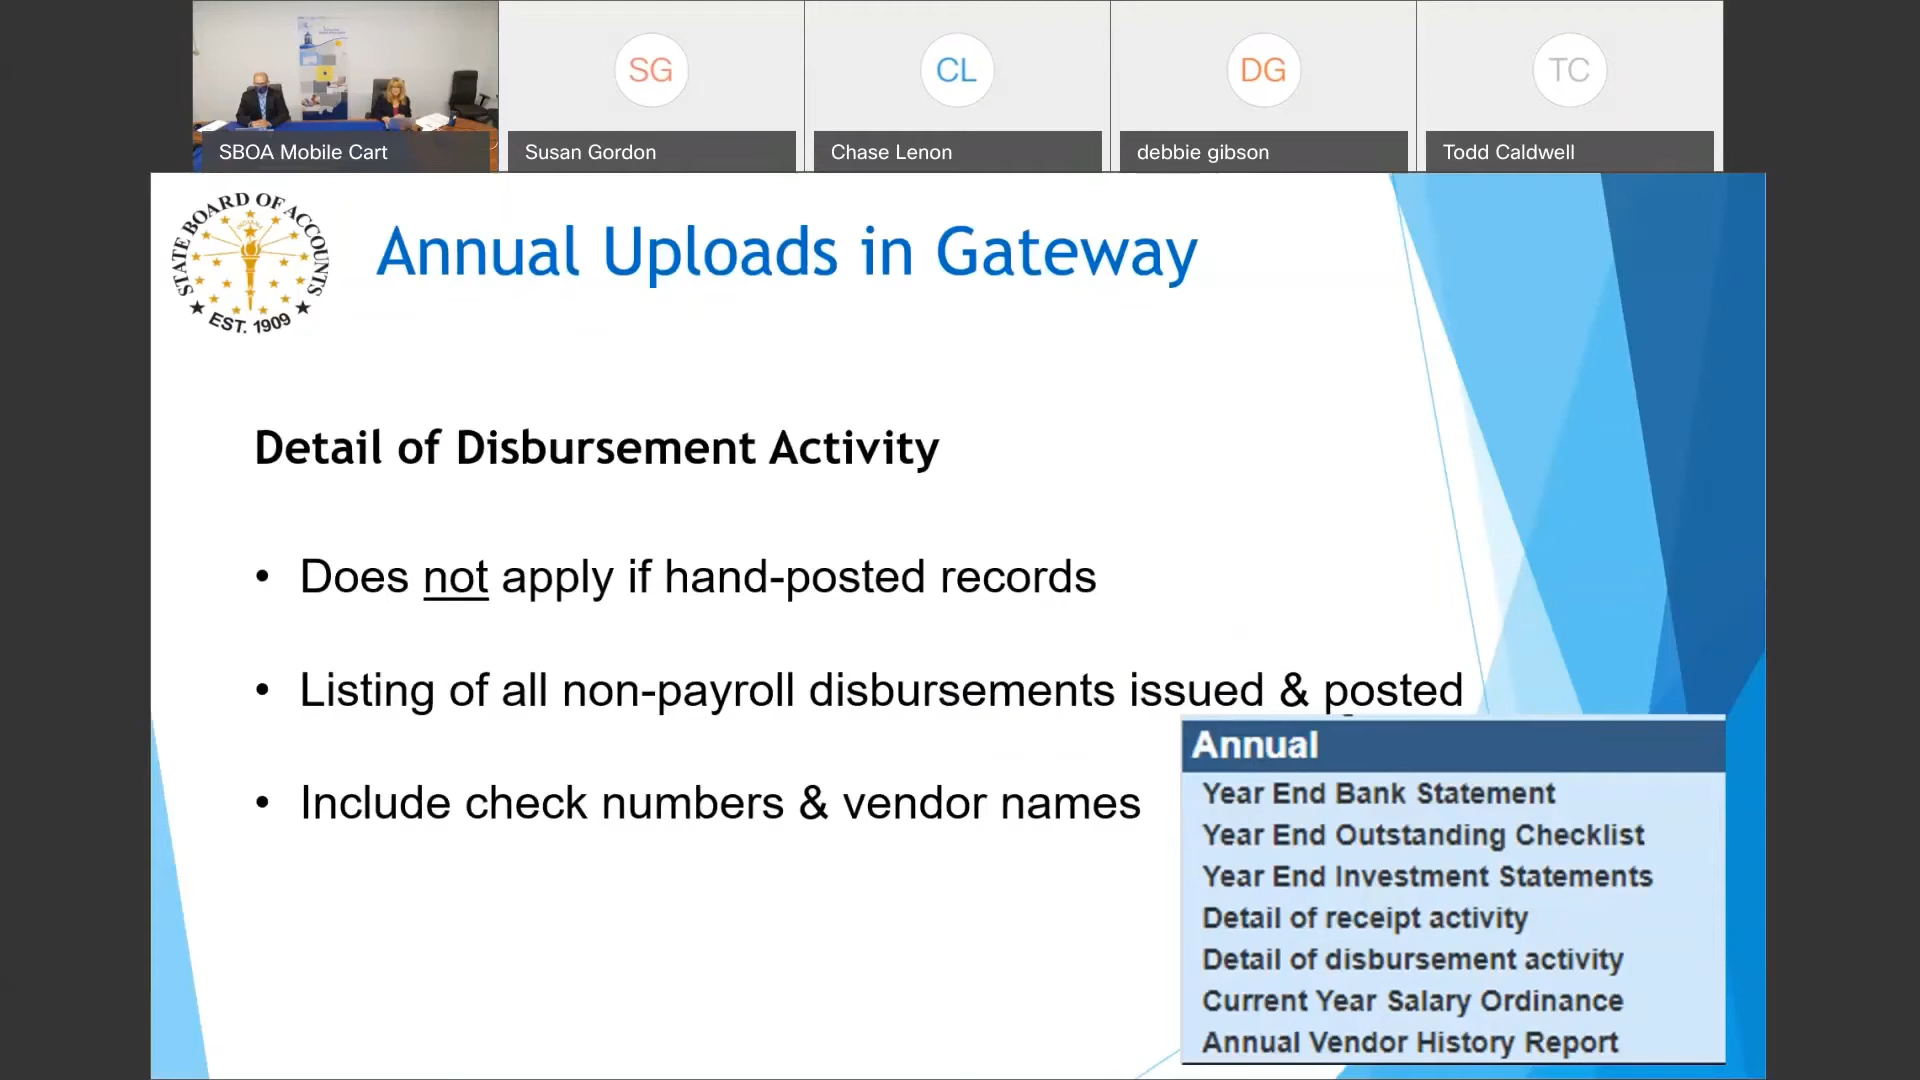 SG
CL
DG
TC
SBOA Mobile Cart
Susan Gordon
Chase Lenon
debbie gibson
Todd Caldwell
STATE BOARD OF ACCOUNTS
EST. 1909
Annual Uploads in Gateway
Detail of Disbursement Activity
• Does not apply if hand-posted records
• Listing of all non-payroll disbursements issued & posted
• Include check numbers & vendor names
Annual
Year End Bank Statement
Year End Outstanding Checklist
Year End Investment Statements
Detail of receipt activity
Detail of disbursement activity
Current Year Salary Ordinance
Annual Vendor History Report